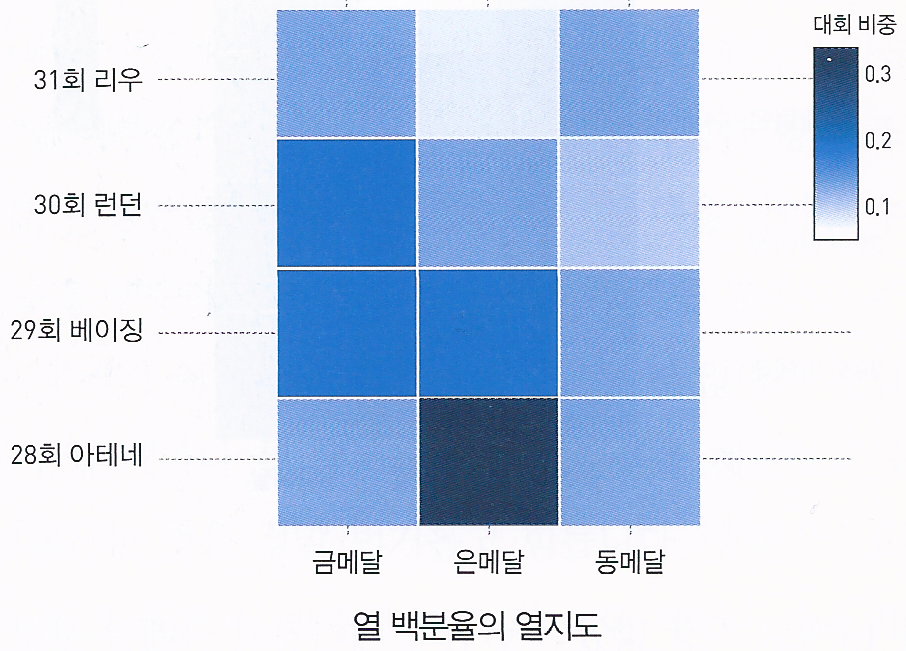 대회 비중
31회 리우
0.3
0.2
30회 런던
0.1
29회 베이징
28회 아테네
금메달 은메달 동메달
열 백분율의 열지도